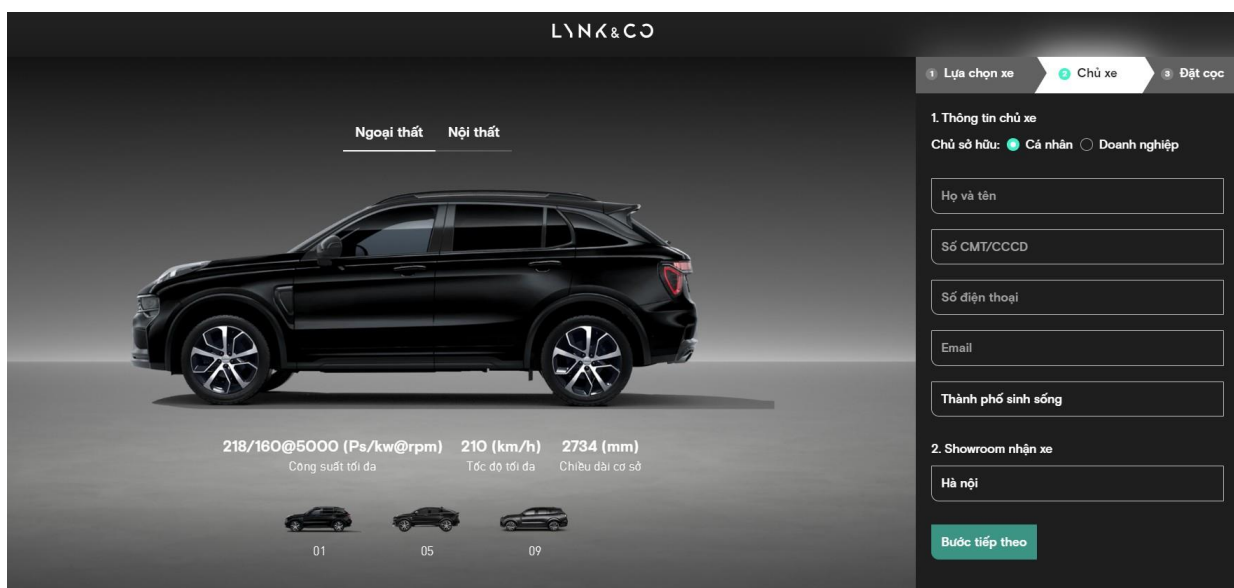 LYNK&CO
Ngoại thất Nội thất
218/160@5000 (Ps/kw@rpm) 210 (km/h) 2734 (mm)
Công suất tối đa Tốc độ tối đa Chiều dài cơ sở
01 05 09
1 Lựa chọn xe 2 Chủ xe 3 Đặt cọc
1. Thông tin chủ xe
Chủ sở hữu: Cá nhân Doanh nghiệp
Họ và tên
Số CMT/CCCD
Số điện thoại
Email
Thành phố sinh sống
2. Showroom nhận xe
Hà nội
Bước tiếp theo